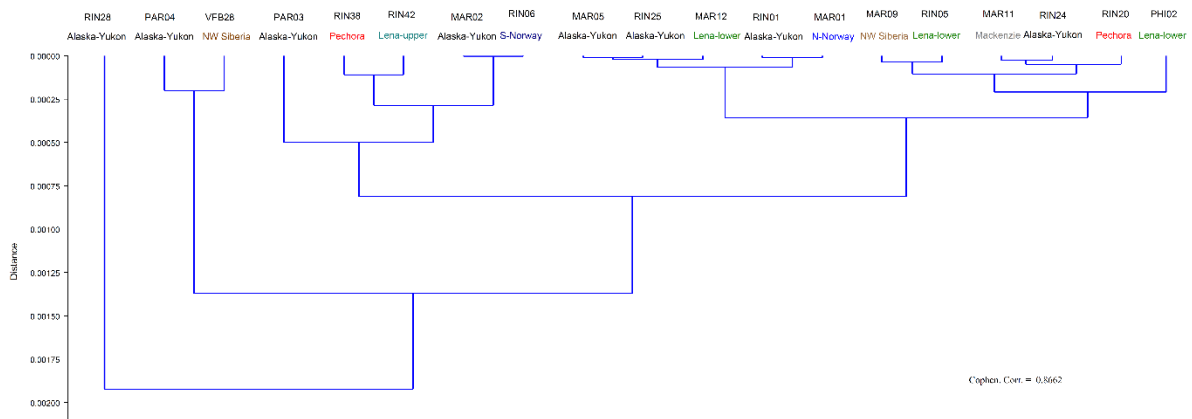 RIN28 PAR04 VFB28 PAR03 RIN38 RIN42 MAR02 RIN06 MAR05 RIN25 MAR12 RIN01 MAR01 MAR09 RIN05 MAR11 RIN24 RIN20 PHI02
Alaska-Yukon Alaska-Yukon NW Siberia Alaska-Yukon Pechora Lena-upper Alaska-Yukon S-Norway Alaska-Yukon Alaska-Yukon Lena-lower Alaska-Yukon N-Norway NW Siberia Lena-lower Mackenzie Alaska-Yukon Pechora Lena-lower
0.00000
0.00025
0.00050
0.00075
0.00100
0.00125
0.00150
0.00175
0.00200
Distance
Cophen. Corr. = 0.8662